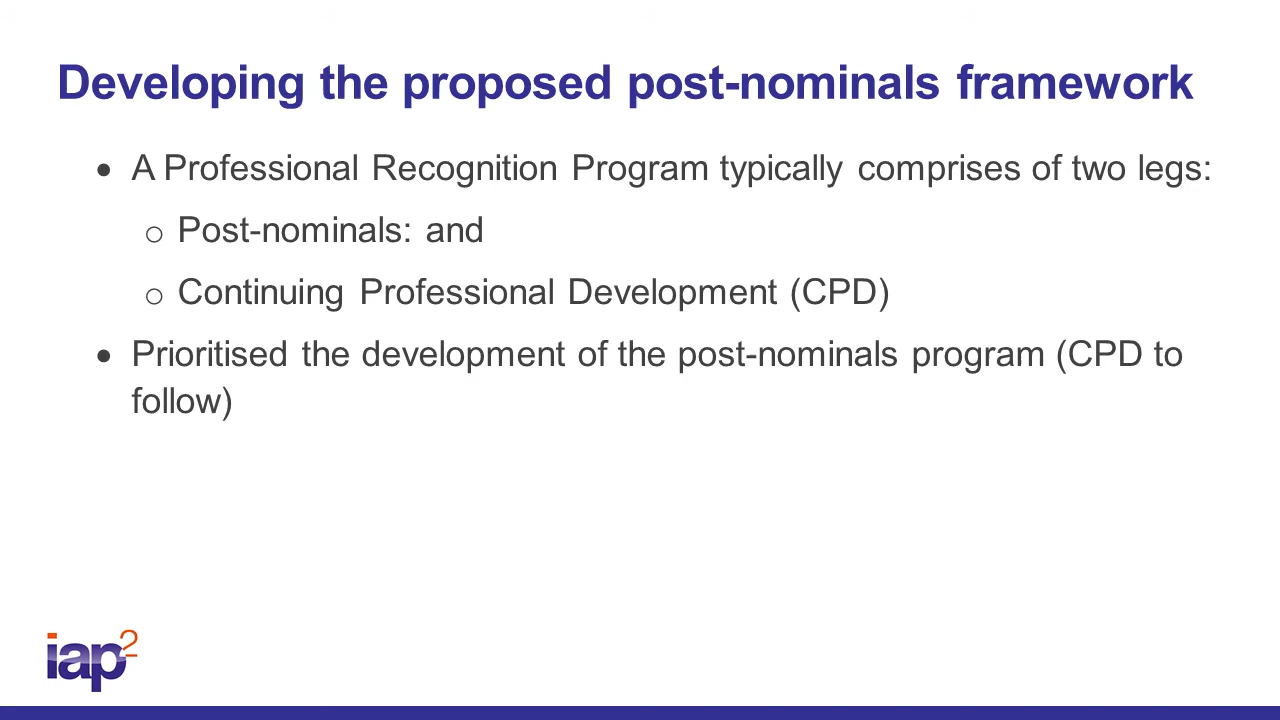 Developing the proposed post-nominals framework
• A Professional Recognition Program typically comprises of two legs:
o Post-nominals: and
o Continuing Professional Development (CPD)
• Prioritised the development of the post-nominals program (CPD to
follow)
iap2